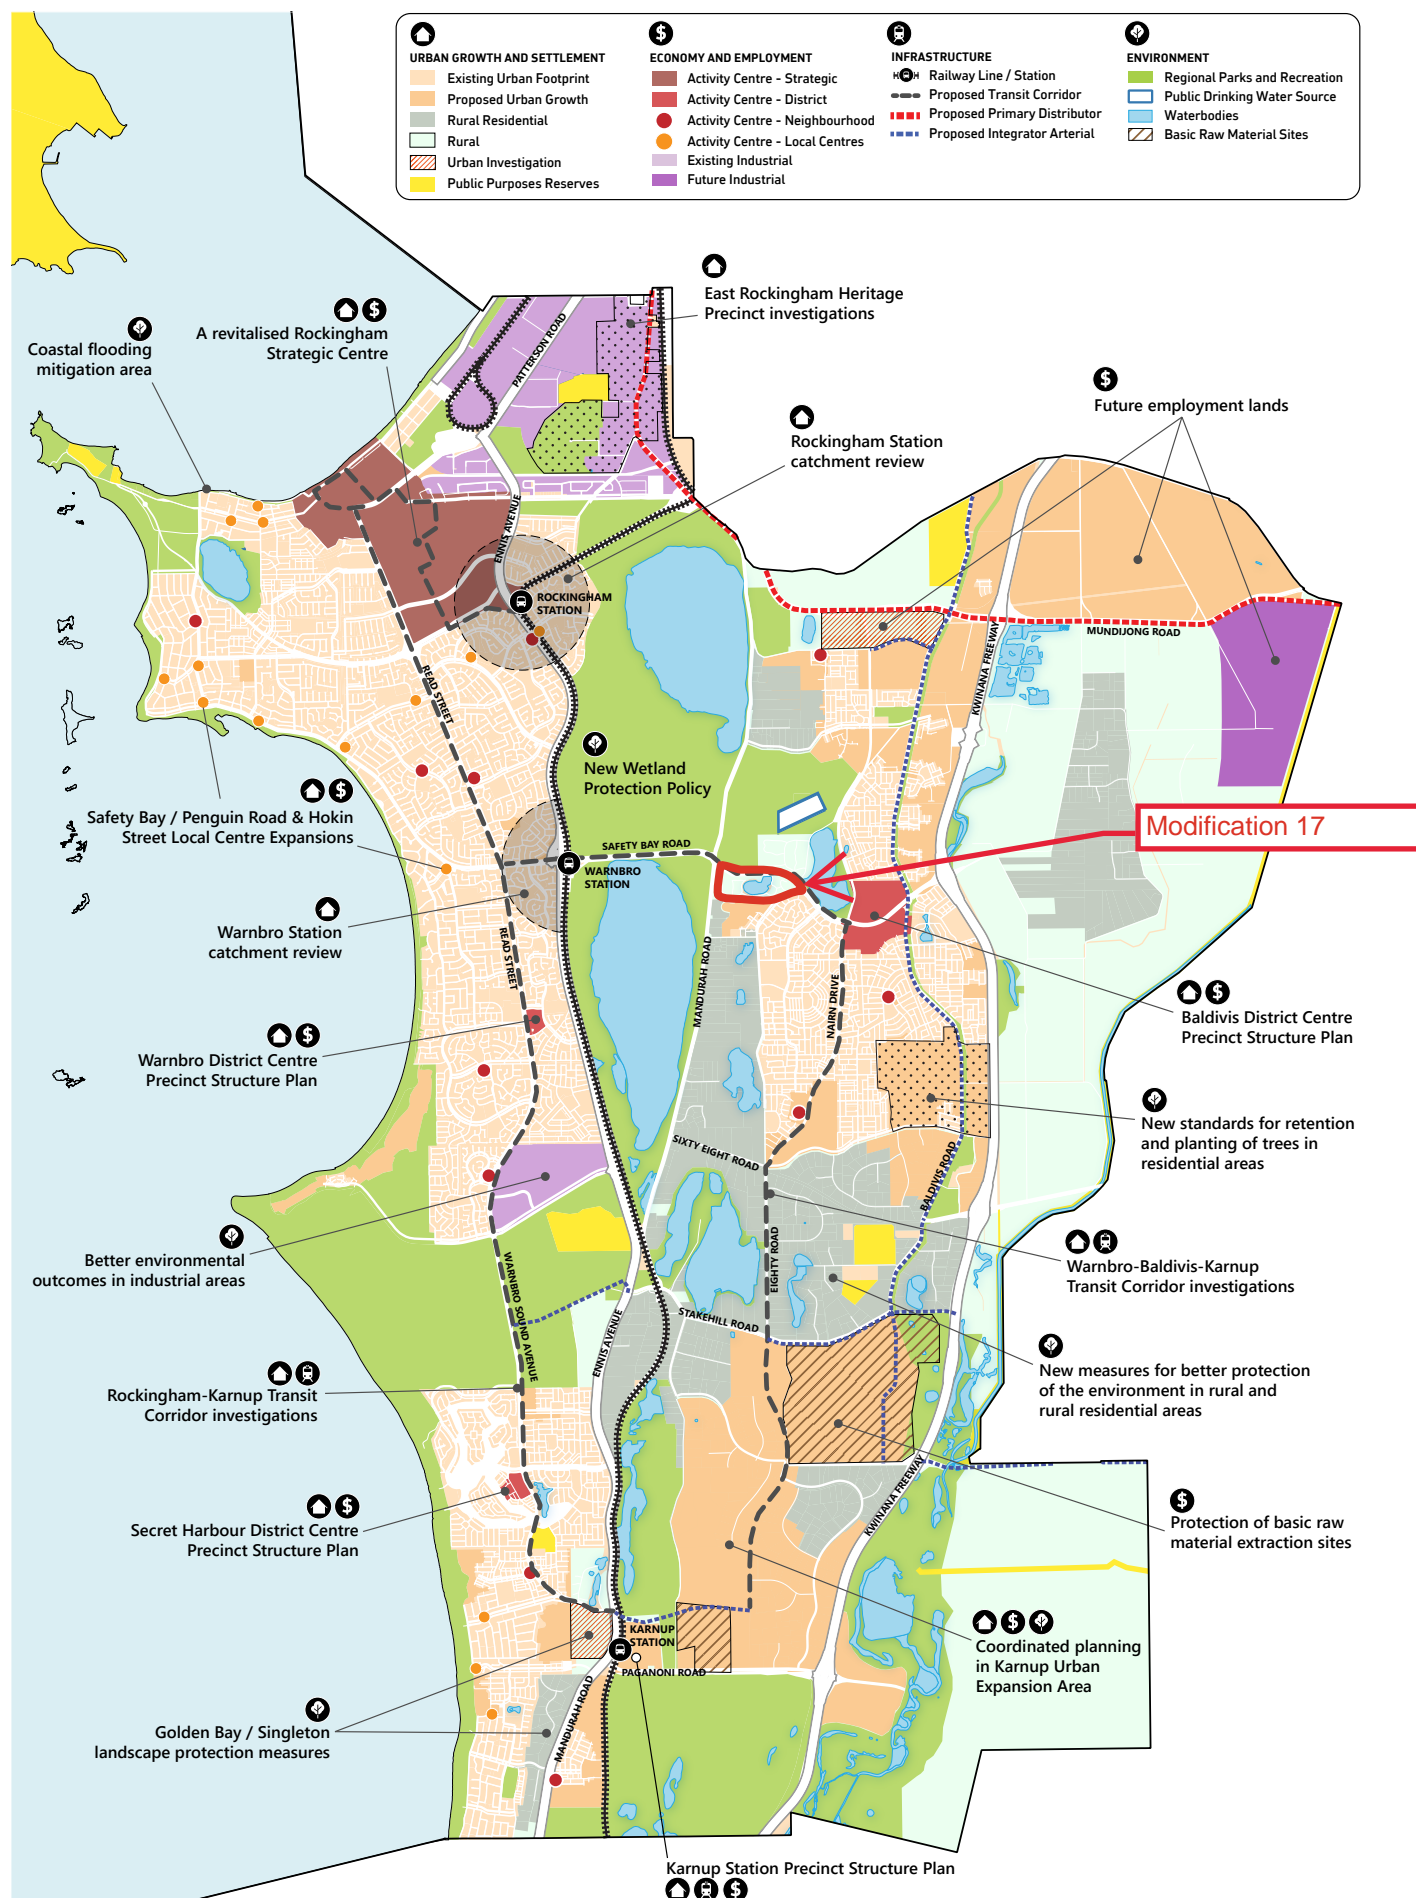 URBAN GROWTH AND SETTLEMENT
Existing Urban Footprint
Proposed Urban Growth
Rural Residential
Rural
Urban Investigation
Public Purposes Reserves
ECONOMY AND EMPLOYMENT
Activity Centre - Strategic
Activity Centre - District
Activity Centre - Neighbourhood
Activity Centre - Local Centres
Existing Industrial
Future Industrial
INFRASTRUCTURE
Railway Line / Station
Proposed Transit Corridor
Proposed Primary Distributor
Proposed Integrator Arterial
ENVIRONMENT
Regional Parks and Recreation
Public Drinking Water Source
Waterbodies
Basic Raw Material Sites
East Rockingham Heritage
Precinct investigations
A revitalised Rockingham
Strategic Centre
Coastal flooding
mitigation area
PATTERSON ROAD
Future employment lands
Rockingham Station
catchment review
ENNIS AVENUE
ROCKINGHAM
STATION
MUNDIJONG ROAD
KWINANA FREEWAY
READ STREET
New Wetland
Protection Policy
Safety Bay / Penguin Road & Hokin
Street Local Centre Expansions
Modification 17
SAFETY BAY ROAD
WARNBRO
STATION
Warnbro Station
catchment review
READ STREET
MANDURAH ROAD
NAIRN DRIVE
Baldivis District Centre
Precinct Structure Plan
Warnbro District Centre
Precinct Structure Plan
New standards for retention
and planting of trees in
residential areas
SIXTY EIGHT ROAD
BALDIVIS ROAD
Better environmental
outcomes in industrial areas
WARNBRO SOUND AVENUE
EIGHTY ROAD
Warnbro-Baldivis-Karnup
Transit Corridor investigations
STAKEHILL ROAD
ENNIS AVENUE
New measures for better protection
of the environment in rural and
rural residential areas
Rockingham-Karnup Transit
Corridor investigations
KWINANA FREEWAY
Secret Harbour District Centre
Precinct Structure Plan
Protection of basic raw
material extraction sites
KARNUP
STATION
PAGANONI ROAD
Coordinated planning
in Karnup Urban
Expansion Area
MANDURAH ROAD
Golden Bay / Singleton
landscape protection measures
Karnup Station Precinct Structure Plan